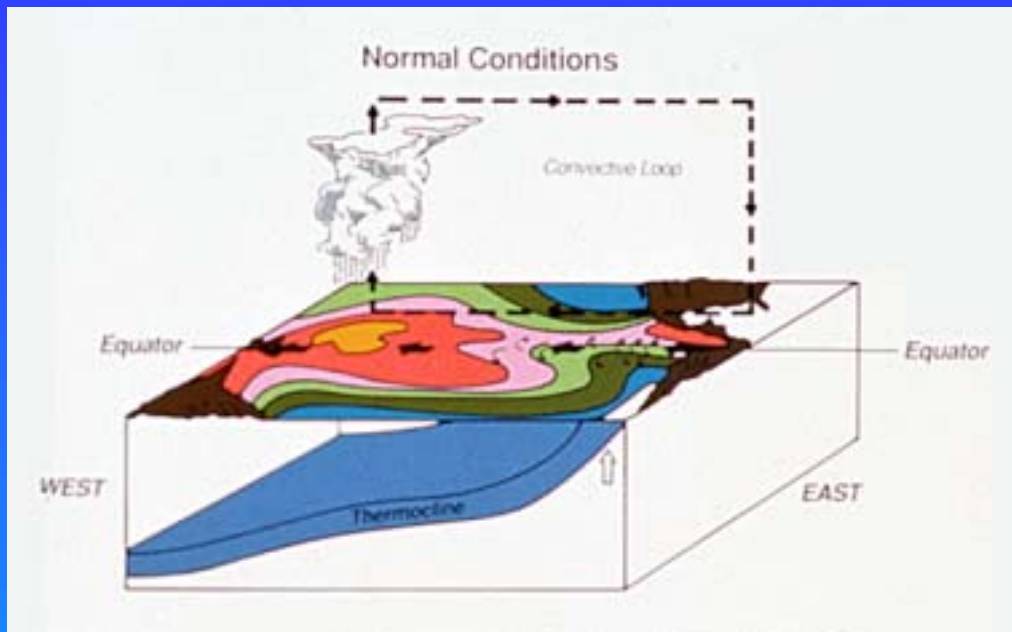 Normal Conditions
Convective Loop
Equator
Equator
WEST
EAST
Thermocline